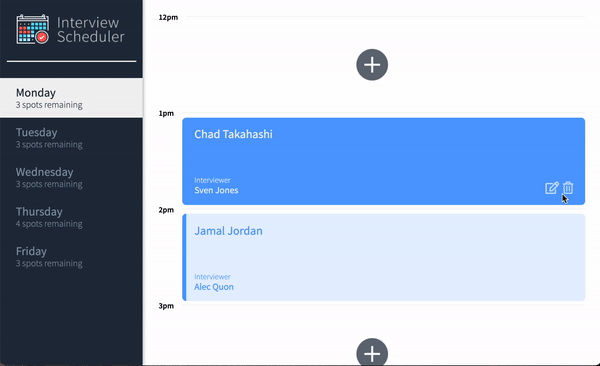 Interview
Scheduler
Monday
3 spots remaining
Tuesday
3 spots remaining
Wednesday
3 spots remaining
Thursday
4 spots remaining
Friday
3 spots remaining
12pm
1pm
Chad Takahashi
Interviewer
Sven Jones
2pm
Jamal Jordan
Interviewer
Alec Quon
3pm